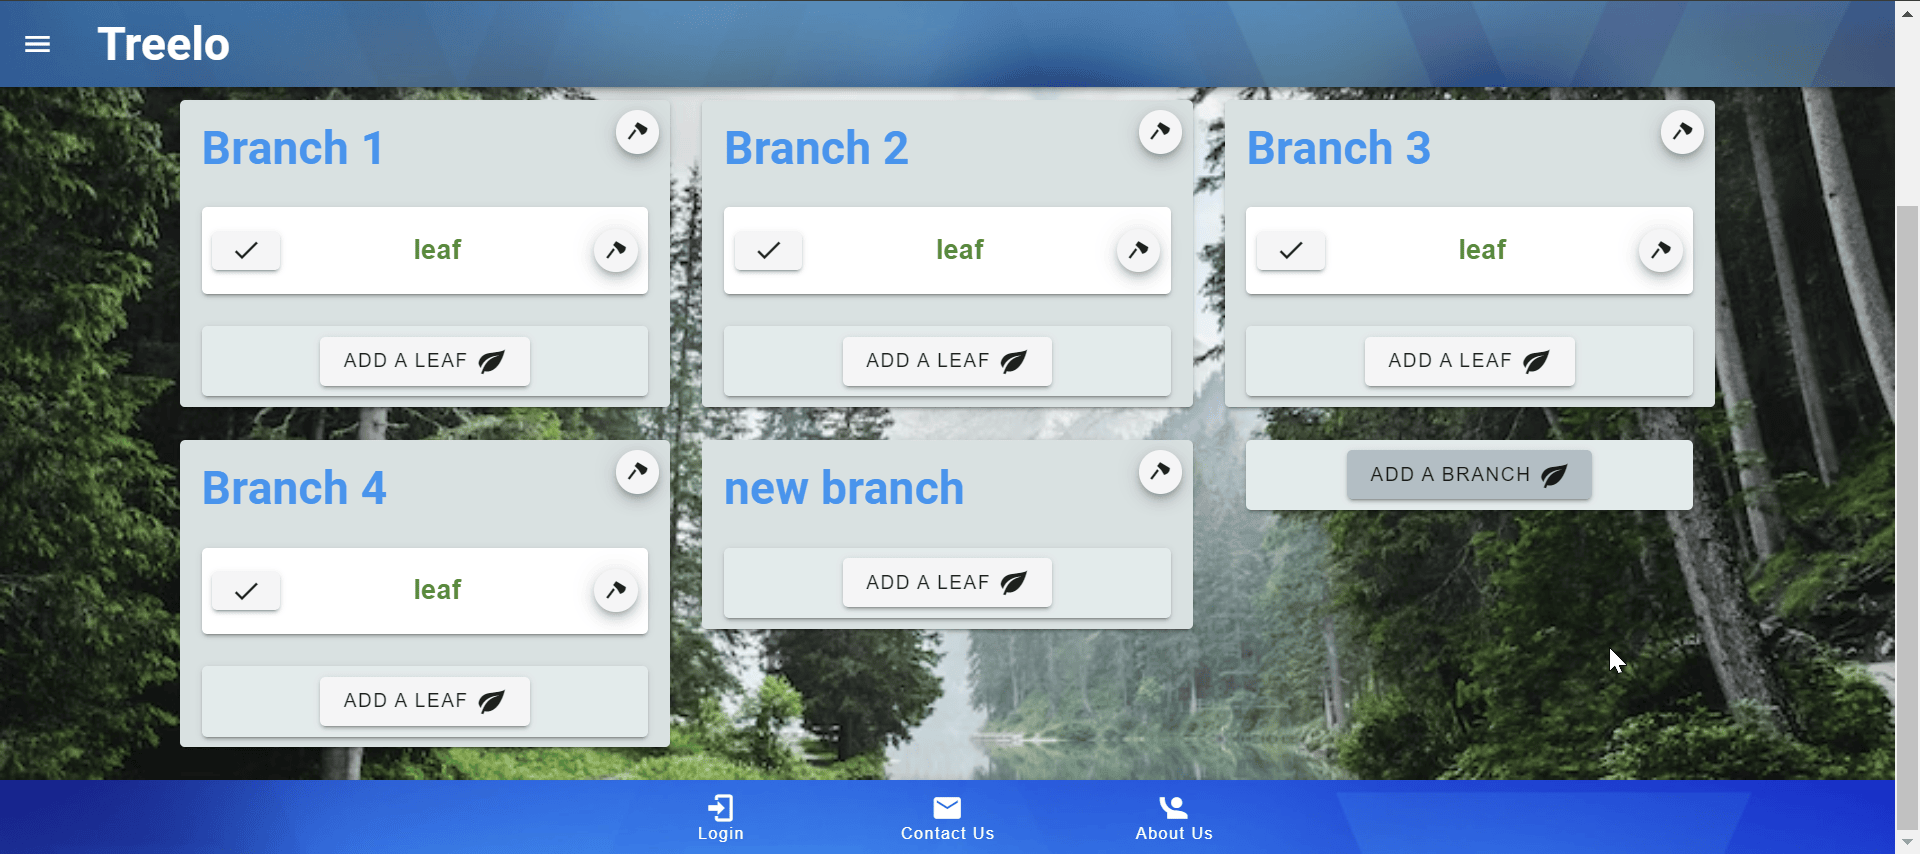 Treelo
Branch 1
Branch 2
Branch 3
leaf
leaf
leaf
ADD A LEAF
ADD A LEAF
ADD A LEAF
Branch 4
new branch
ADD A BRANCH
leaf
ADD A LEAF
ADD A LEAF
Login
Contact Us
About Us